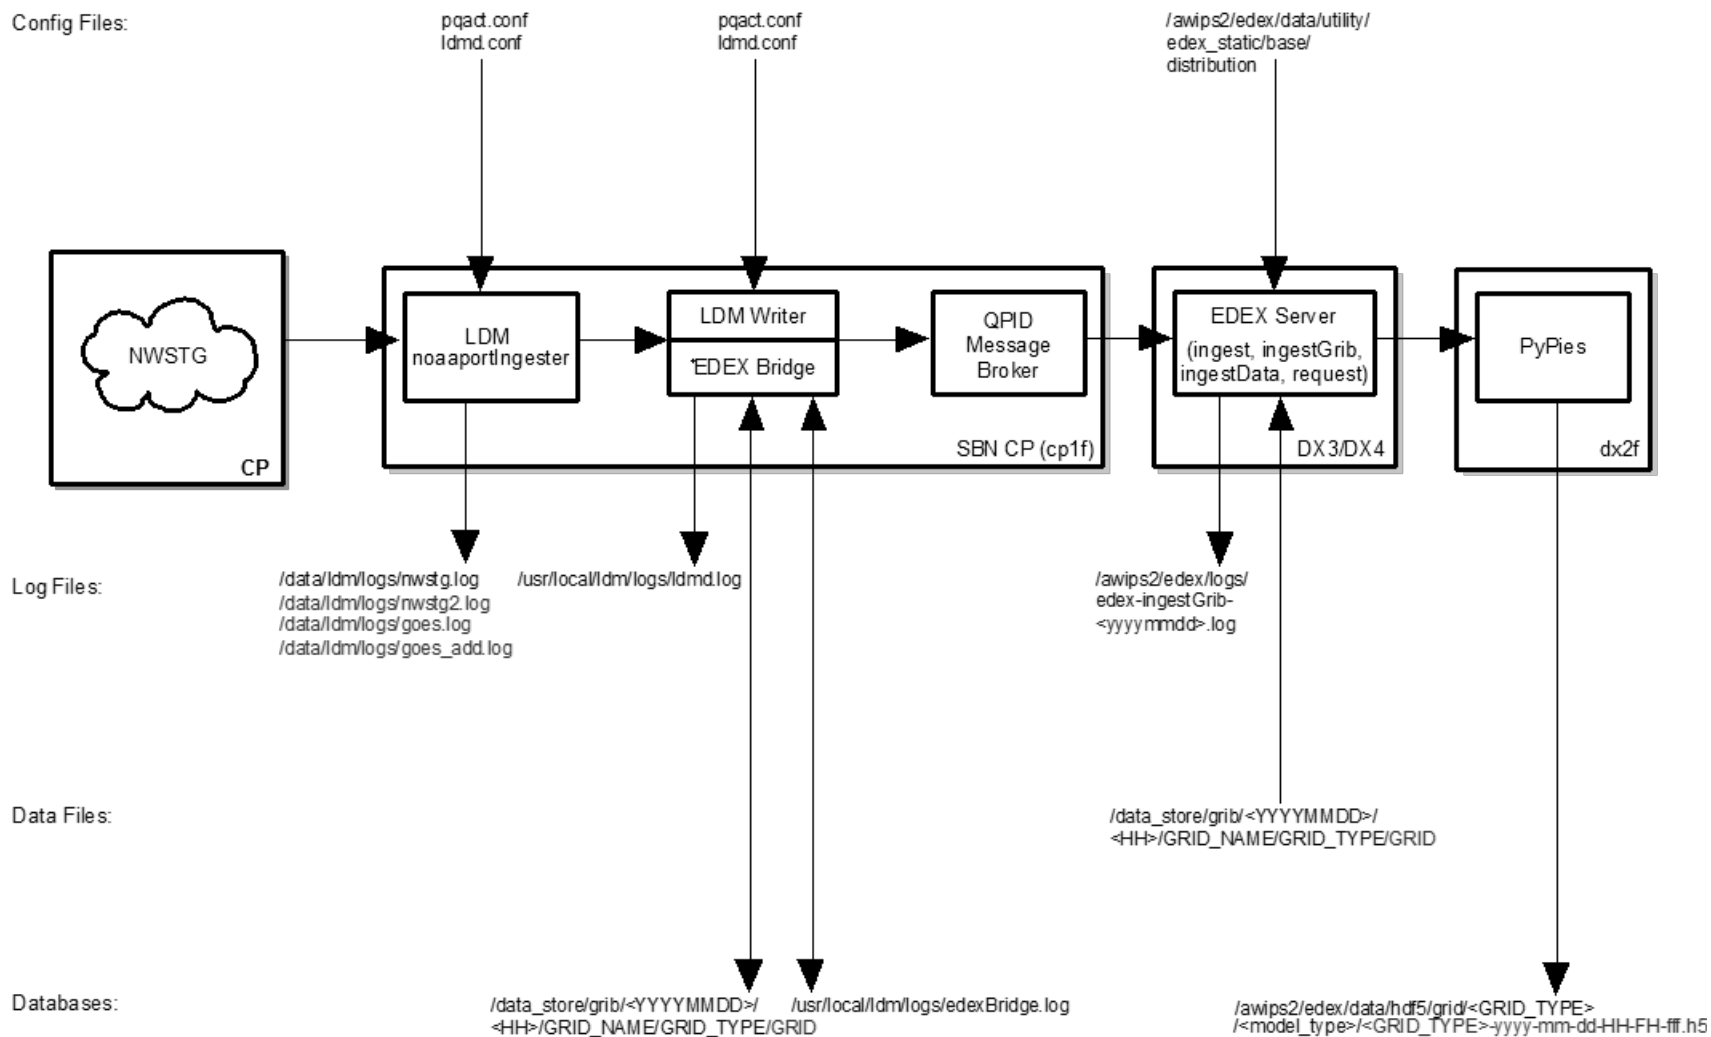 Config Files:
pqact.conf
ldmd.conf
pqact.conf
ldmd.conf
/awips2/edex/data/utility/
edex_static/base/
distribution
NWSTG
CP
LDM
noaaportIngester
LDM Writer
*EDEX Bridge
QPID
Message
Broker
SBN CP (cp1f)
EDEX Server
(ingest, ingestGrib,
ingestData, request)
DX3/DX4
PyPies
dx2f
Log Files:
/data/ldm/logs/nwstg.log
/data/ldm/logs/nwstg2.log
/data/ldm/logs/goes.log
/data/ldm/logs/goes_add.log
/usr/local/ldm/logs/ldmd.log
/awips2/edex/logs/
edex-ingestGrib-
<yyyymmdd>.log
Data Files:
/data_store/grib/<YYYYMMDD>/
<HH>/GRID_NAME/GRID_TYPE/GRID
Databases:
/data_store/grib/<YYYYMMDD>/
<HH>/GRID_NAME/GRID_TYPE/GRID
/usr/local/ldm/logs/edexBridge.log
/awips2/edex/data/hdf5/grid/<GRID_TYPE>
/<model_type>/<GRID_TYPE>-yyyy-mm-dd-HH-FH-fff.h5